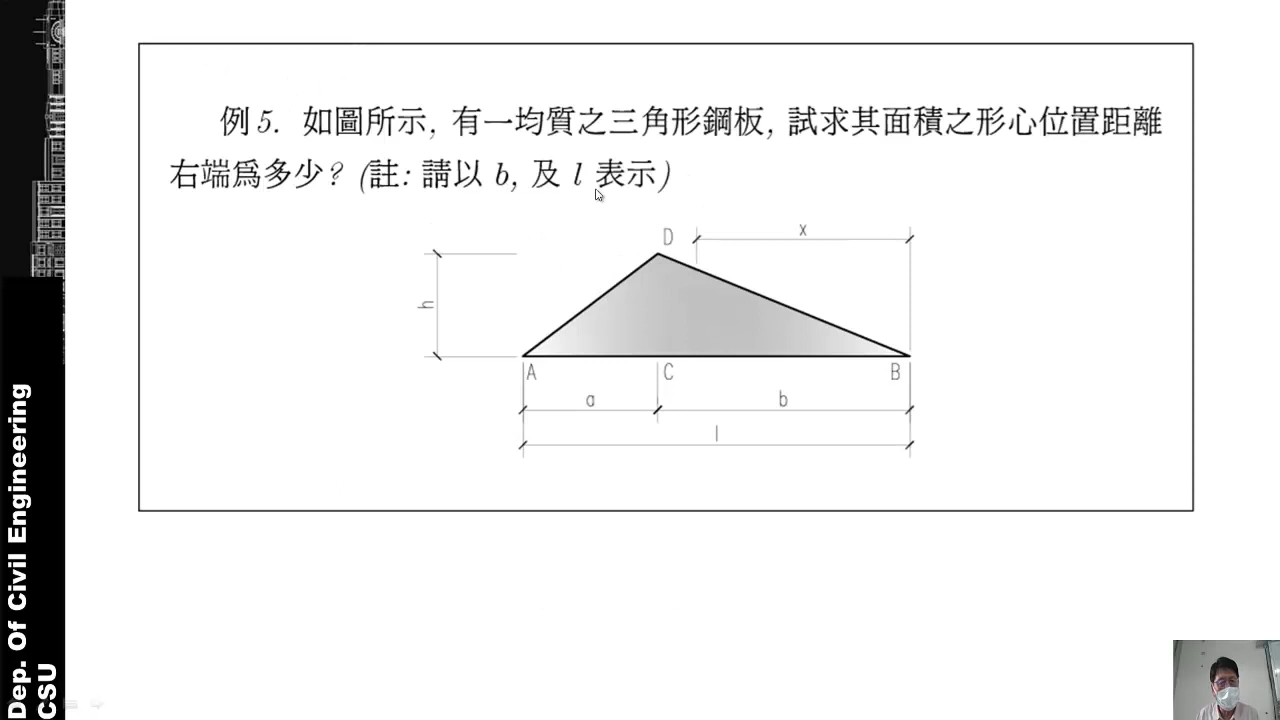 例 5. 如圖所示, 有一均質之三角形鋼板, 試求其面積之形心位置距離
右端爲多少? (註: 請以 b, 及 l 表示)
D
x
h
A
C
B
a
b
l
Dep. Of Civil Engineering
CSU